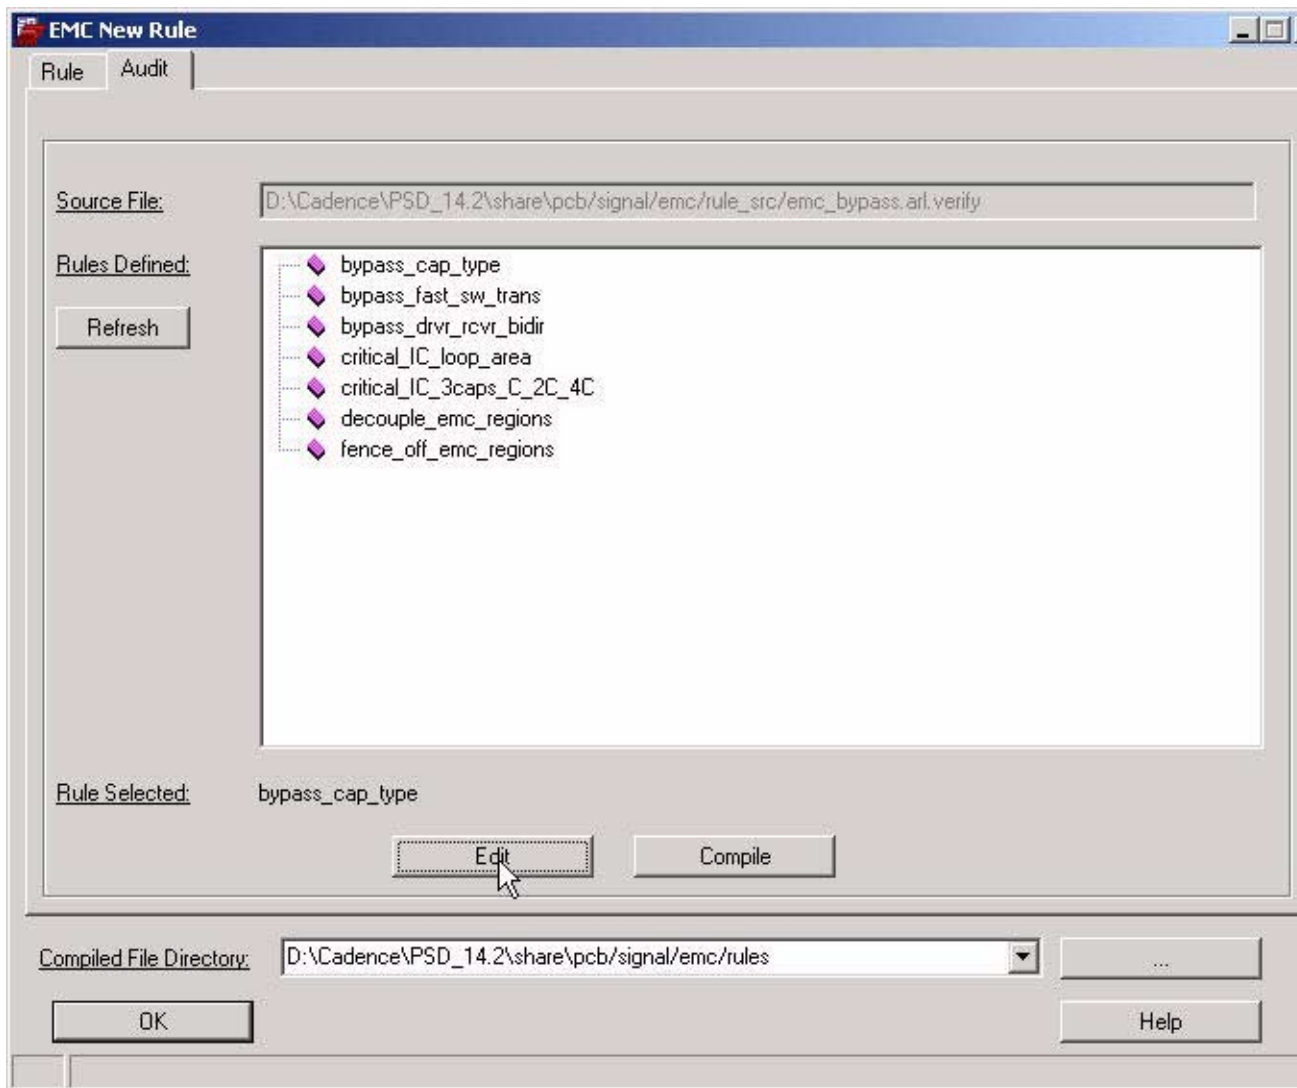 EMC New Rule
Rule Audit
Source File: D:\Cadence\PSD_14.2\share\pcb/signal/emc/rule_src/emc_bypass.arl.verify
Rules Defined: bypass_cap_type
bypass_fast_sw_trans
Refresh bypass_drvr_rcvr_bidir
critical_IC_loop_area
critical_IC_3caps_C_2C_4C
decouple_emc_regions
fence_off_emc_regions
Rule Selected: bypass_cap_type
Edit Compile
Compiled File Directory: D:\Cadence\PSD_14.2\share\pcb/signal/emc/rules ...
OK Help